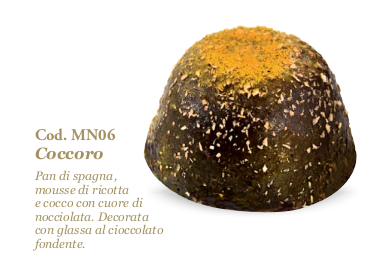 Cod. MN06
Coccoro
Pan di spagna,
mousse di ricotta
e cocco con cuore di
nocciolata. Decorata
con glassa al cioccolato
fondente.